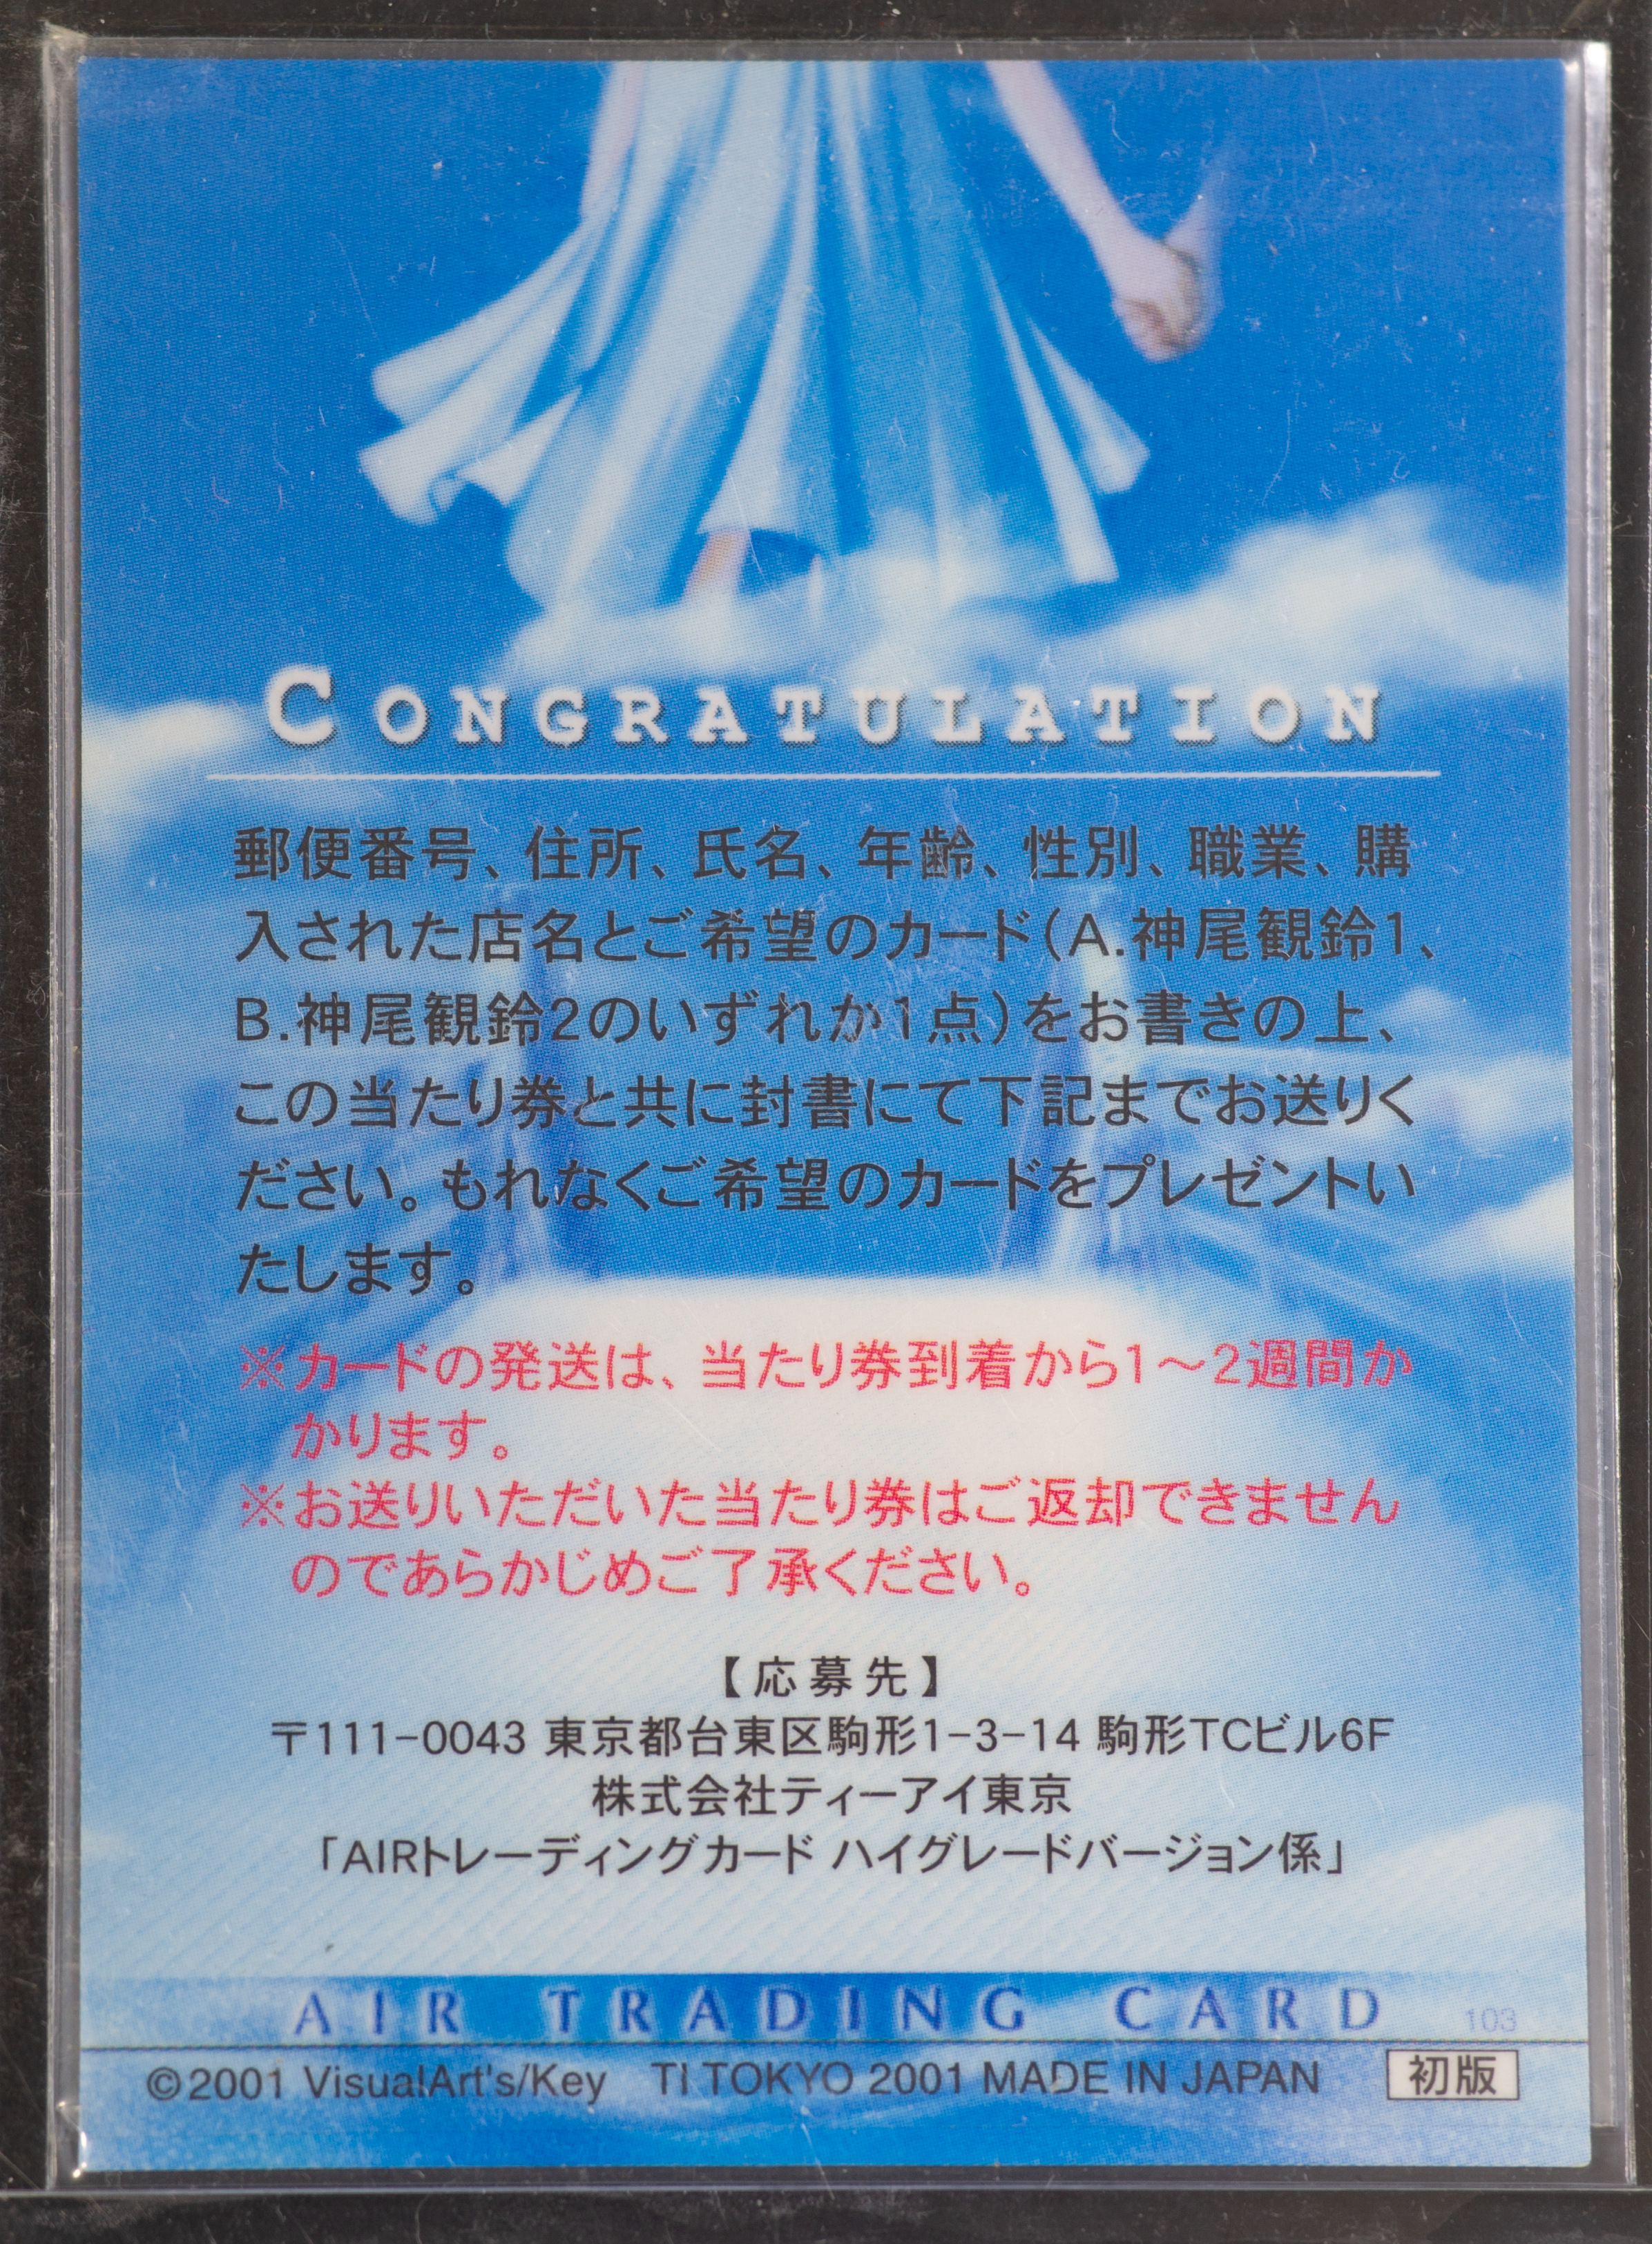 CONGRATULATION
郵便番号、住所、氏名、年齢、性別、職業、購
入された店名とご希望のカード(A.神尾観鈴1、
B.神尾観鈴2のいずれか1点)をお書きの上、
この当たり券と共に封書にて下記までお送りく
ださい。もれなくご希望のカードをプレゼントい
たします。
※カードの発送は、当たり券到着から1～2週間か
かります。
※お送りいただいた当たり券はご返却できません
のであらかじめご了承ください。
【応募先】
〒111-0043 東京都台東区駒形1-3-14 駒形TCビル6F
株式会社ティーアイ東京
「AIRトレーディングカード ハイグレードバージョン係」
AIR TRADING CARD 103
©2001 VisualArt's/Key TI TOKYO 2001 MADE IN JAPAN 初版